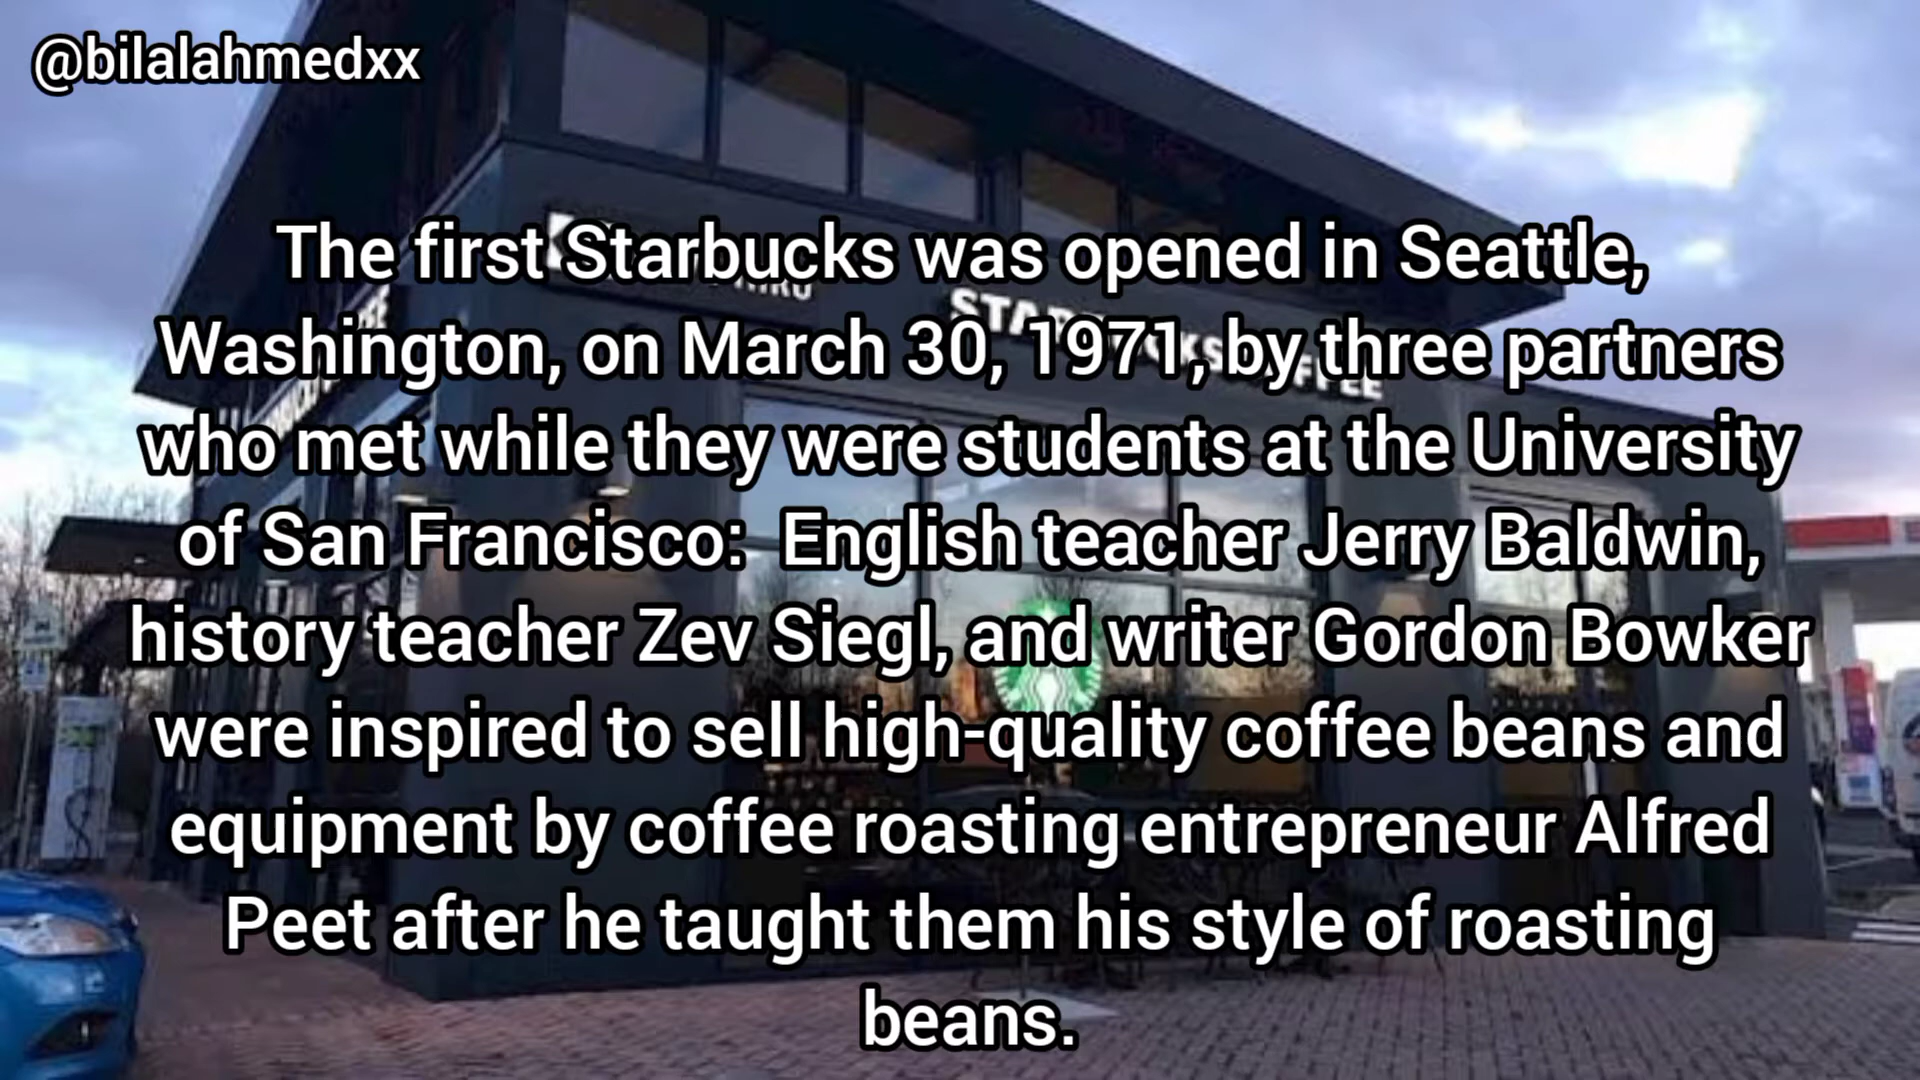 @bilalahmedxx
The first Starbucks was opened in Seattle,
Washington, on March 30, 1971, by three partners
who met while they were students at the University
of San Francisco:  English teacher Jerry Baldwin,
history teacher Zev Siegl, and writer Gordon Bowker
were inspired to sell high-quality coffee beans and
equipment by coffee roasting entrepreneur Alfred
Peet after he taught them his style of roasting
beans.
STARBUCKS COFFEE